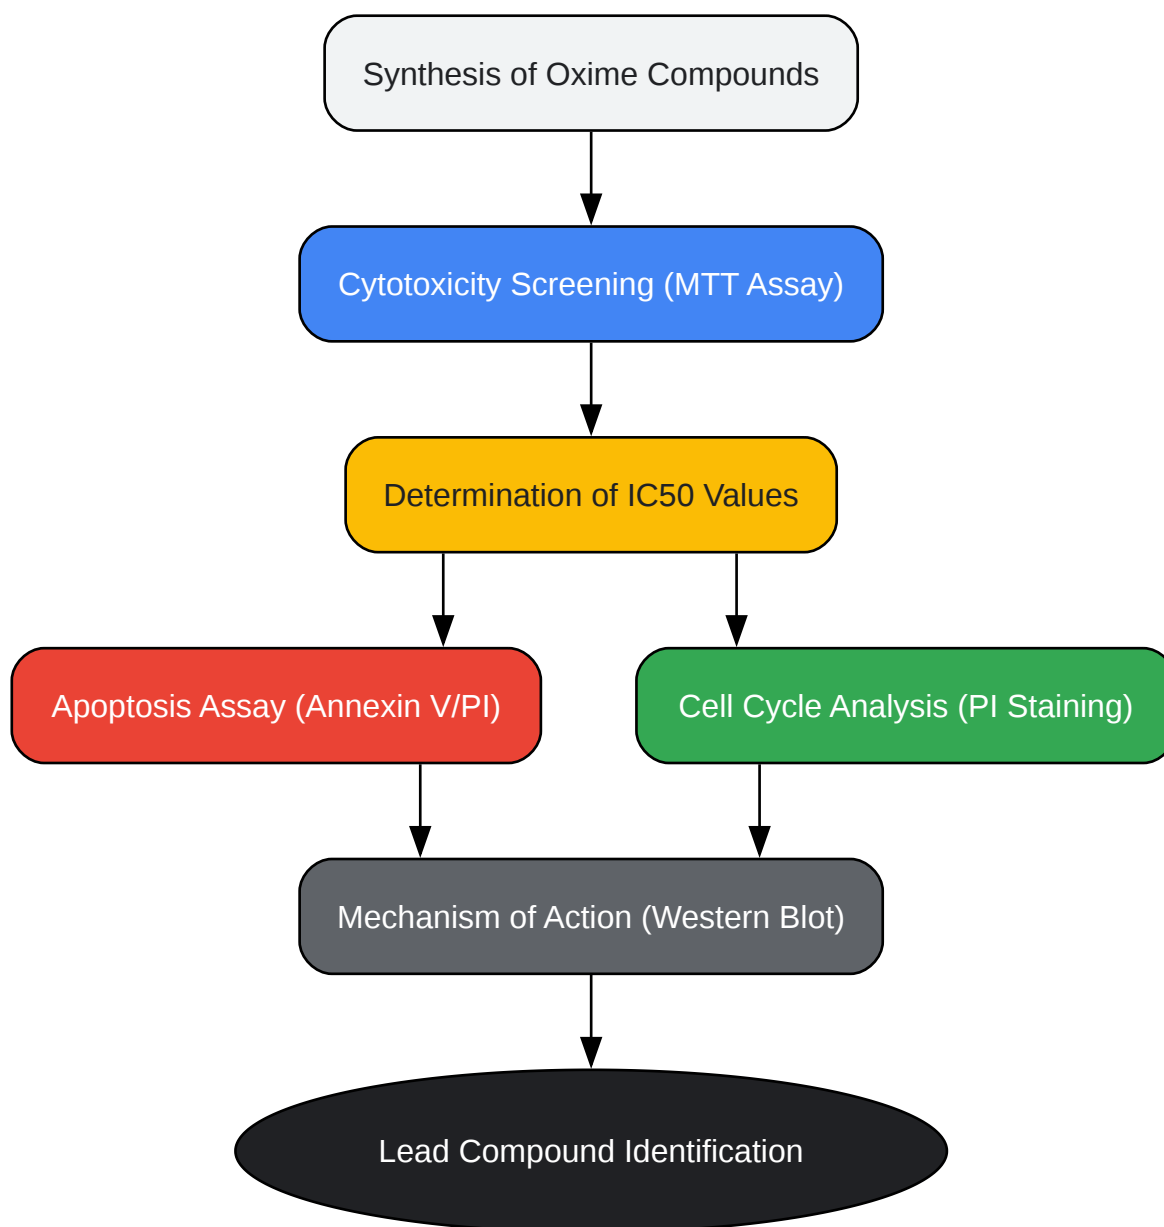 Synthesis of Oxime Compounds
Cytotoxicity Screening (MTT Assay)
Determination of IC50 Values
Apoptosis Assay (Annexin V/PI)
Cell Cycle Analysis (PI Staining)
Mechanism of Action (Western Blot)
Lead Compound Identification